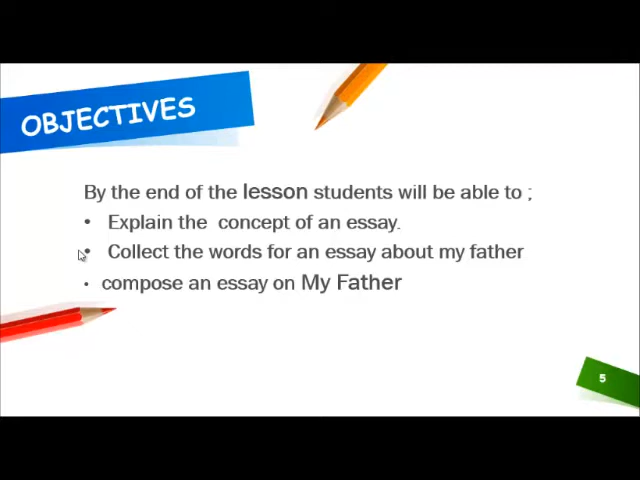 OBJECTIVES
By the end of the lesson students will be able to ;
• Explain the concept of an essay.
• Collect the words for an essay about my father
• compose an essay on My Father
5